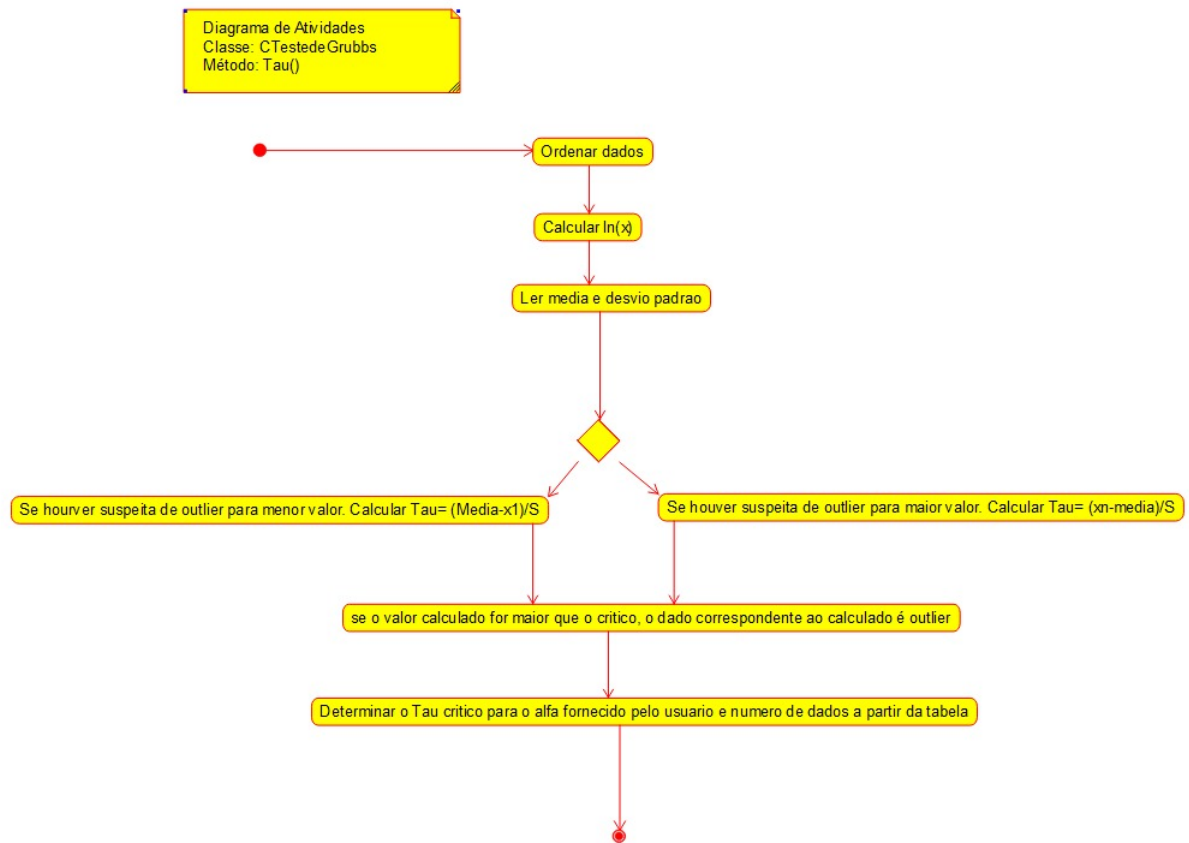 Diagrama de Atividades
Classe: CTestedeGrubbs
Método: Tau()
Ordenar dados
Calcular ln(x)
Ler media e desvio padrao
Se hourver suspeita de outlier para menor valor. Calcular Tau= (Media-x1)/S
Se houver suspeita de outlier para maior valor. Calcular Tau= (xn-media)/S
se o valor calculado for maior que o critico, o dado correspondente ao calculado é outlier
Determinar o Tau critico para o alfa fornecido pelo usuario e numero de dados a partir da tabela